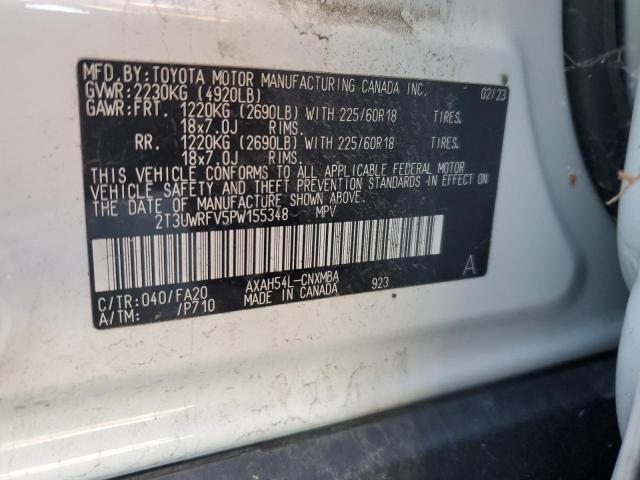 MFD. BY: TOYOTA MOTOR MANUFACTURING CANADA INC. 02/23
GVWR: 2230KG (4920LB)
GAWR: FRT. 1220KG (2690LB) WITH 225/60R18 TIRES.
18x7.0J RIMS.
RR. 1220KG (2690LB) WITH 225/60R18 TIRES.
18x7.0J RIMS.
THIS VEHICLE CONFORMS TO ALL APPLICABLE FEDERAL MOTOR
VEHICLE SAFETY AND THEFT PREVENTION STANDARDS IN EFFECT ON
THE DATE OF MANUFACTURE SHOWN ABOVE.
2T3UWRFV5PW155348 MPV
A
C/TR: 040/FA20 AXAH54L-CNXMBA
A/TM: /P710 MADE IN CANADA 923